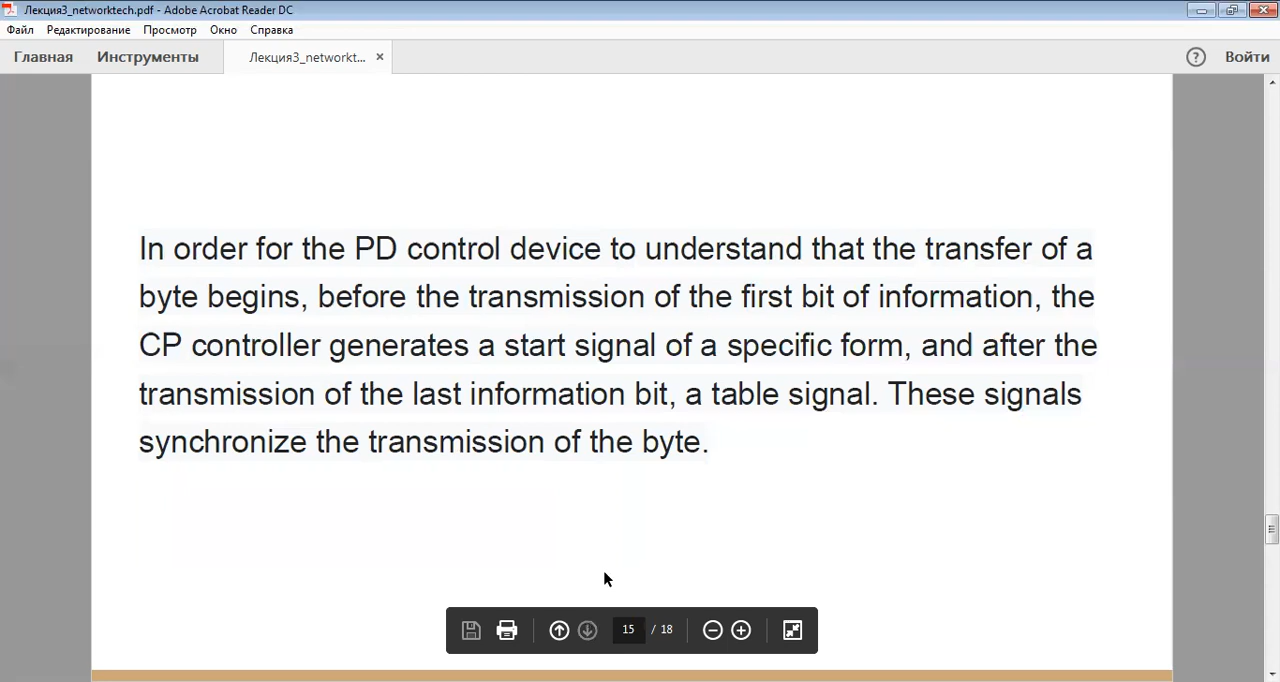 Лекция3_networktech.pdf - Adobe Acrobat Reader DC
Файл Редактирование Просмотр Окно Справка
Главная Инструменты Лекция3_networkt... × ? Войти
In order for the PD control device to understand that the transfer of a
byte begins, before the transmission of the first bit of information, the
CP controller generates a start signal of a specific form, and after the
transmission of the last information bit, a table signal. These signals
synchronize the transmission of the byte.
15 / 18